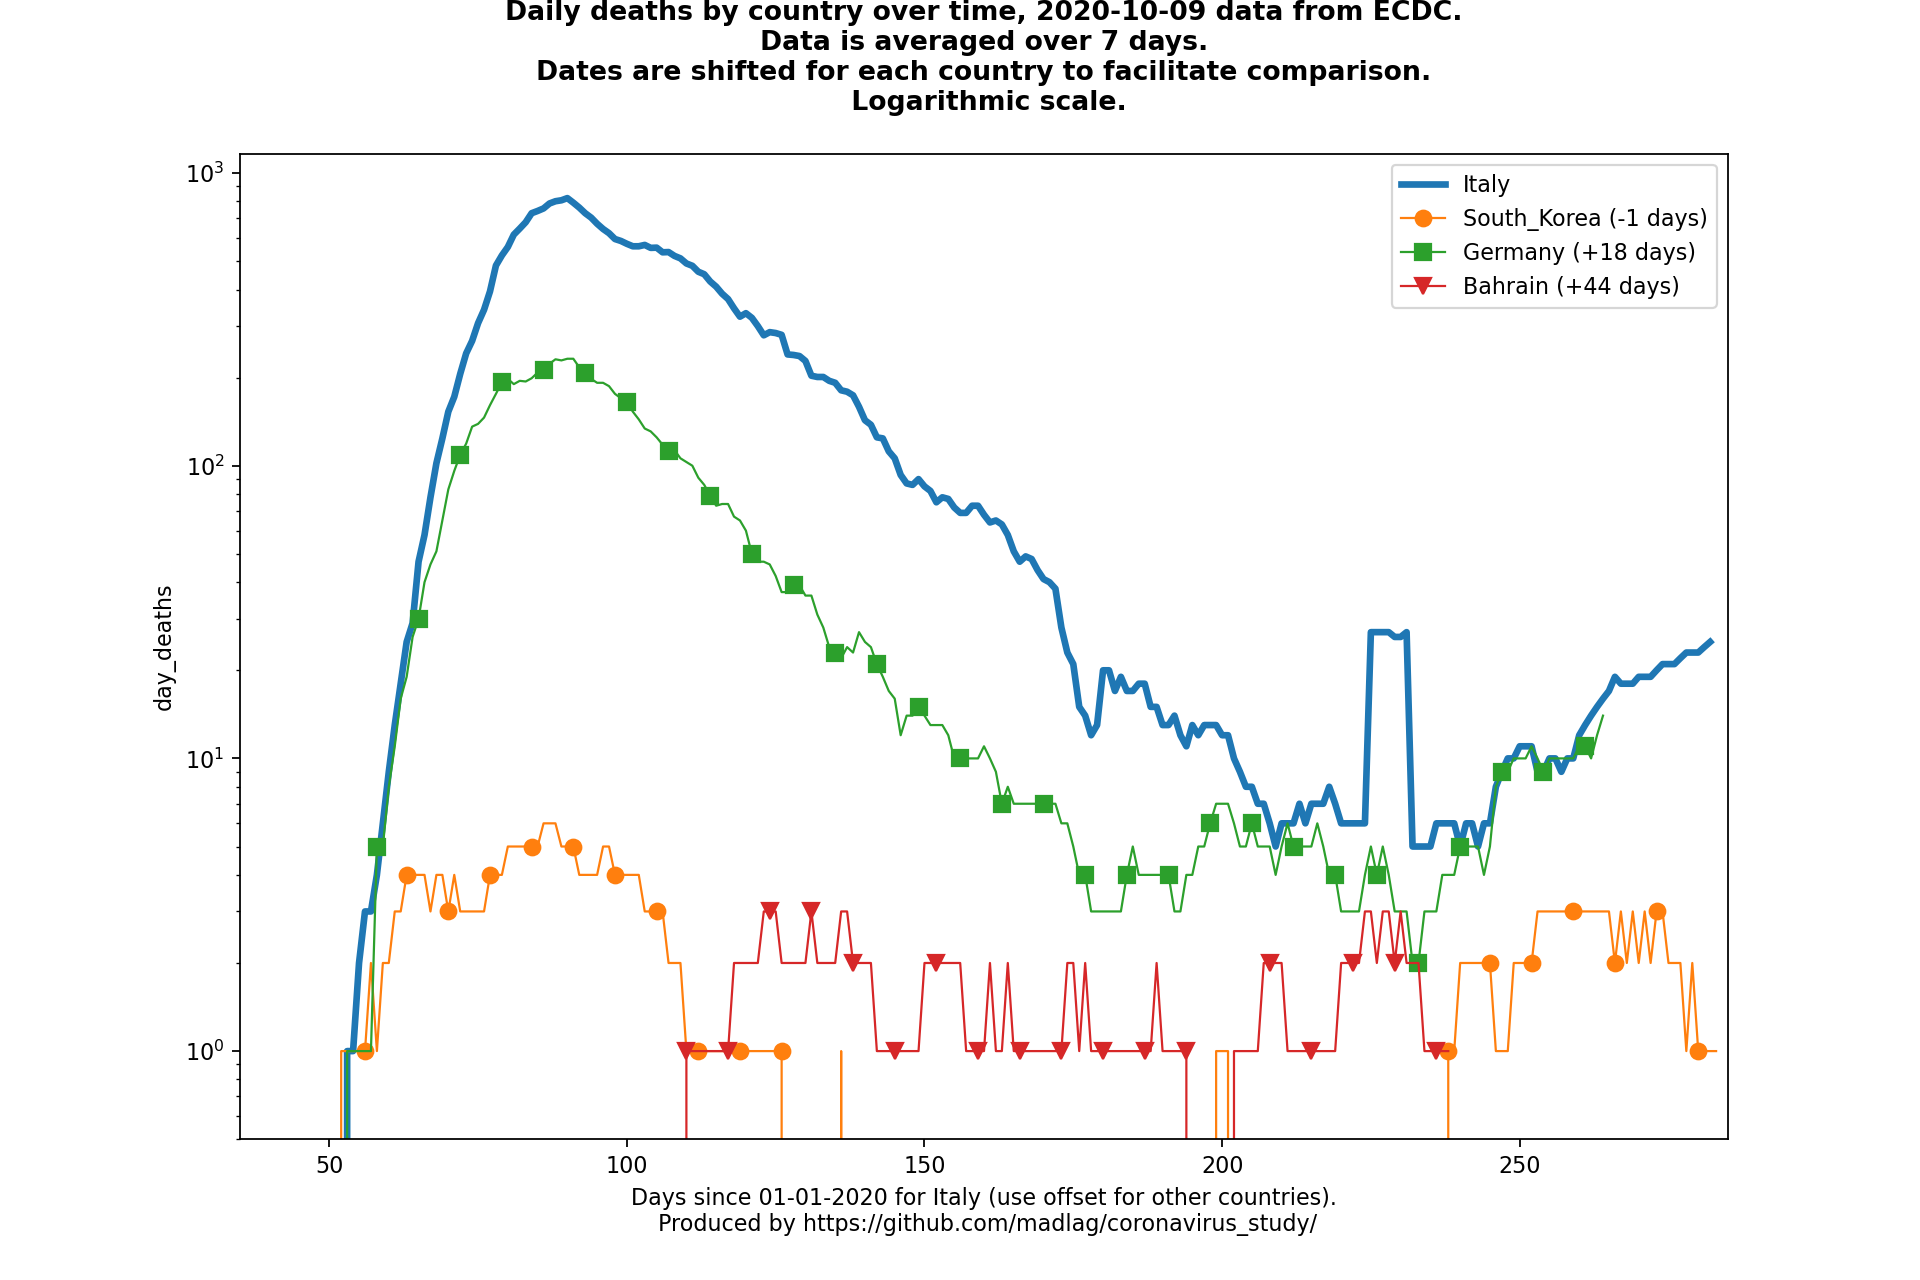 Daily deaths by country over time, 2020-10-09 data from ECDC.
Data is averaged over 7 days.
Dates are shifted for each country to facilitate comparison.
Logarithmic scale.
10³
10²
10¹
10⁰
day_deaths
Italy
South_Korea (-1 days)
Germany (+18 days)
Bahrain (+44 days)
50 100 150 200 250
Days since 01-01-2020 for Italy (use offset for other countries).
Produced by https://github.com/madlag/coronavirus_study/